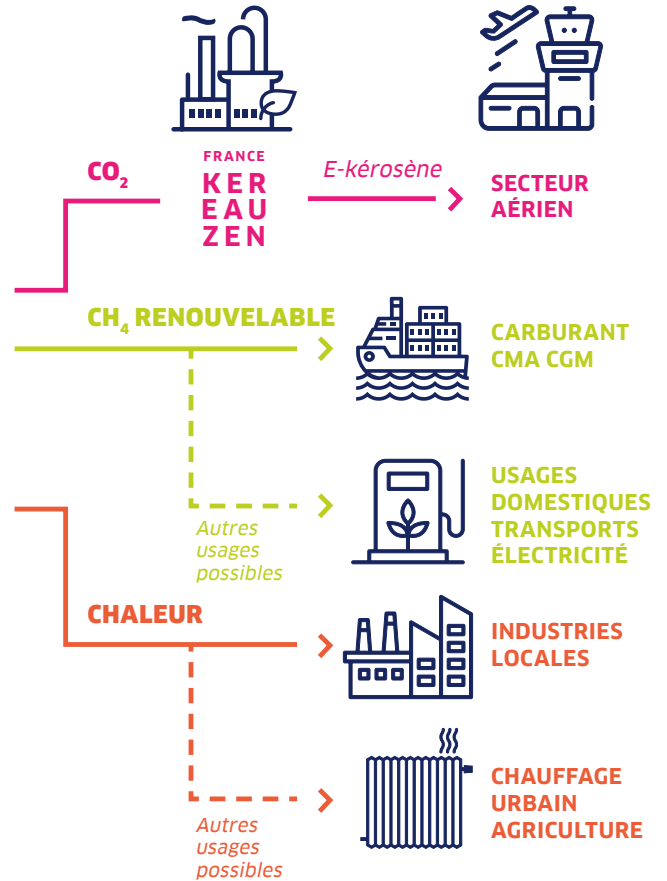 CO₂
FRANCE
KER
EAU
ZEN
E-kérosène
SECTEUR
AÉRIEN
CH₄ RENOUVELABLE
CARBURANT
CMA CGM
Autres
usages
possibles
USAGES
DOMESTIQUES
TRANSPORTS
ÉLECTRICITÉ
CHALEUR
INDUSTRIES
LOCALES
Autres
usages
possibles
CHAUFFAGE
URBAIN
AGRICULTURE